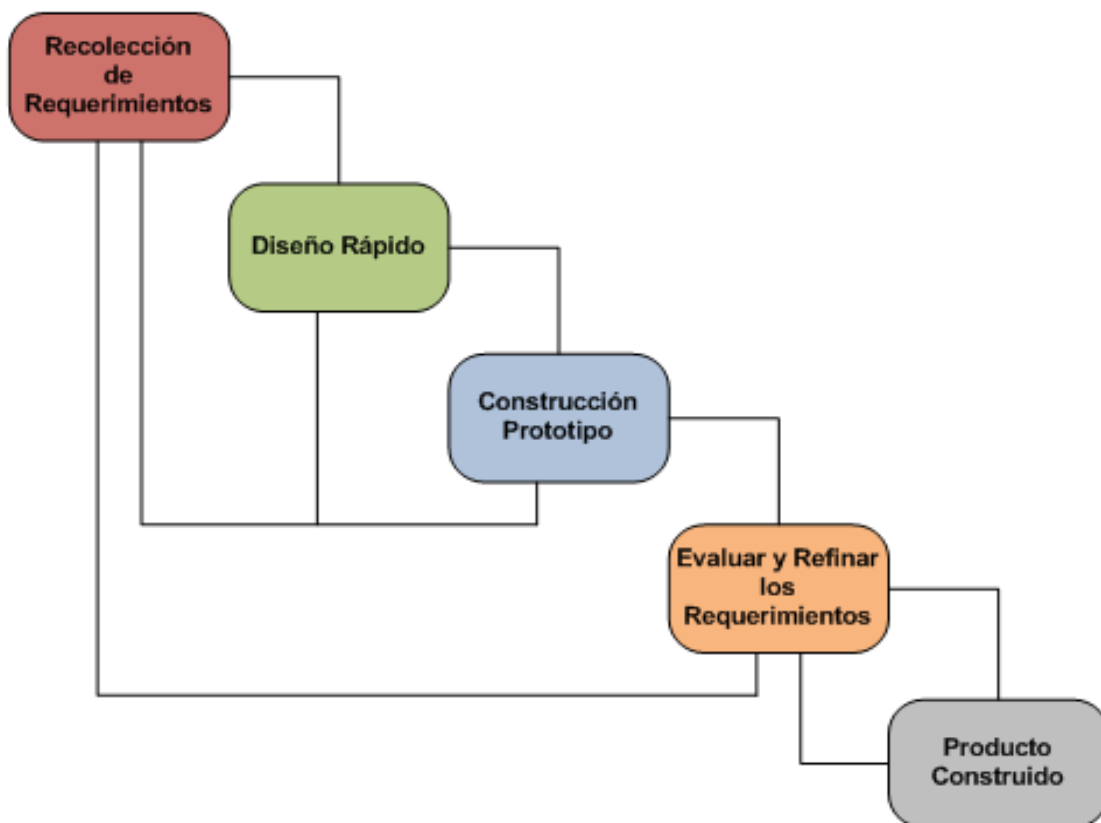 Recolección
de
Requerimientos
Diseño Rápido
Construcción
Prototipo
Evaluar y Refinar
los
Requerimientos
Producto
Construido